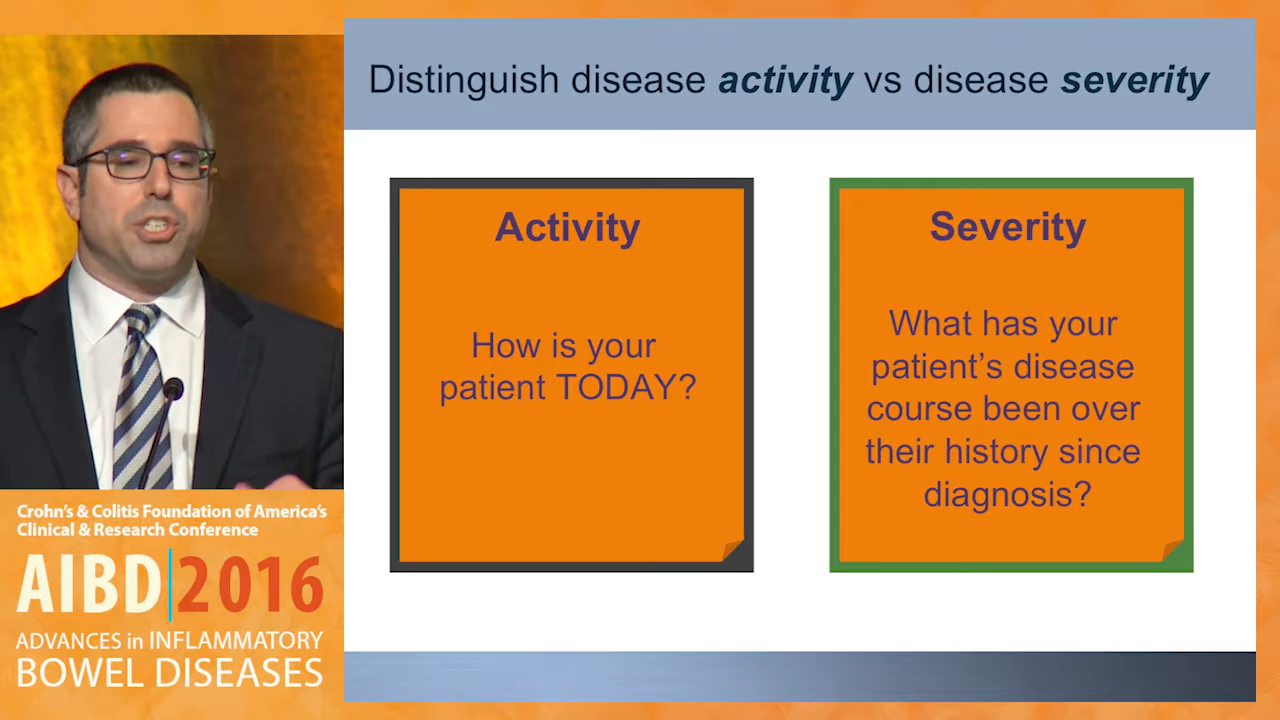 Distinguish disease activity vs disease severity
Activity
How is your
patient TODAY?
Severity
What has your
patient's disease
course been over
their history since
diagnosis?
Crohn's & Colitis Foundation of America's
Clinical & Research Conference
AIBD|2016
ADVANCES in INFLAMMATORY
BOWEL DISEASES